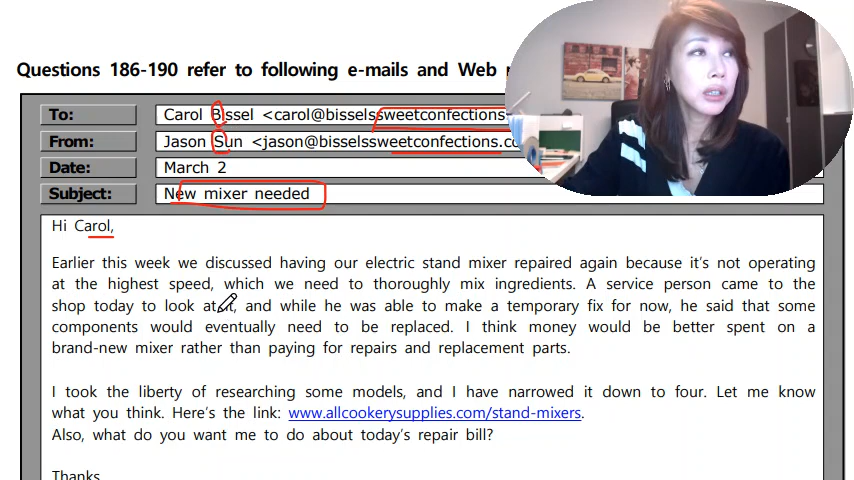 Questions 186-190 refer to following e-mails and Web
To: Carol Bissel <carol@bisselssweetconfections
From: Jason Sun <jason@bisselssweetconfections.co
Date: March 2
Subject: New mixer needed
Hi Carol,
Earlier this week we discussed having our electric stand mixer repaired again because it's not operating
at the highest speed, which we need to thoroughly mix ingredients. A service person came to the
shop today to look at it, and while he was able to make a temporary fix for now, he said that some
components would eventually need to be replaced. I think money would be better spent on a
brand-new mixer rather than paying for repairs and replacement parts.
I took the liberty of researching some models, and I have narrowed it down to four. Let me know
what you think. Here's the link: www.allcookerysupplies.com/stand-mixers.
Also, what do you want me to do about today's repair bill?
Thanks